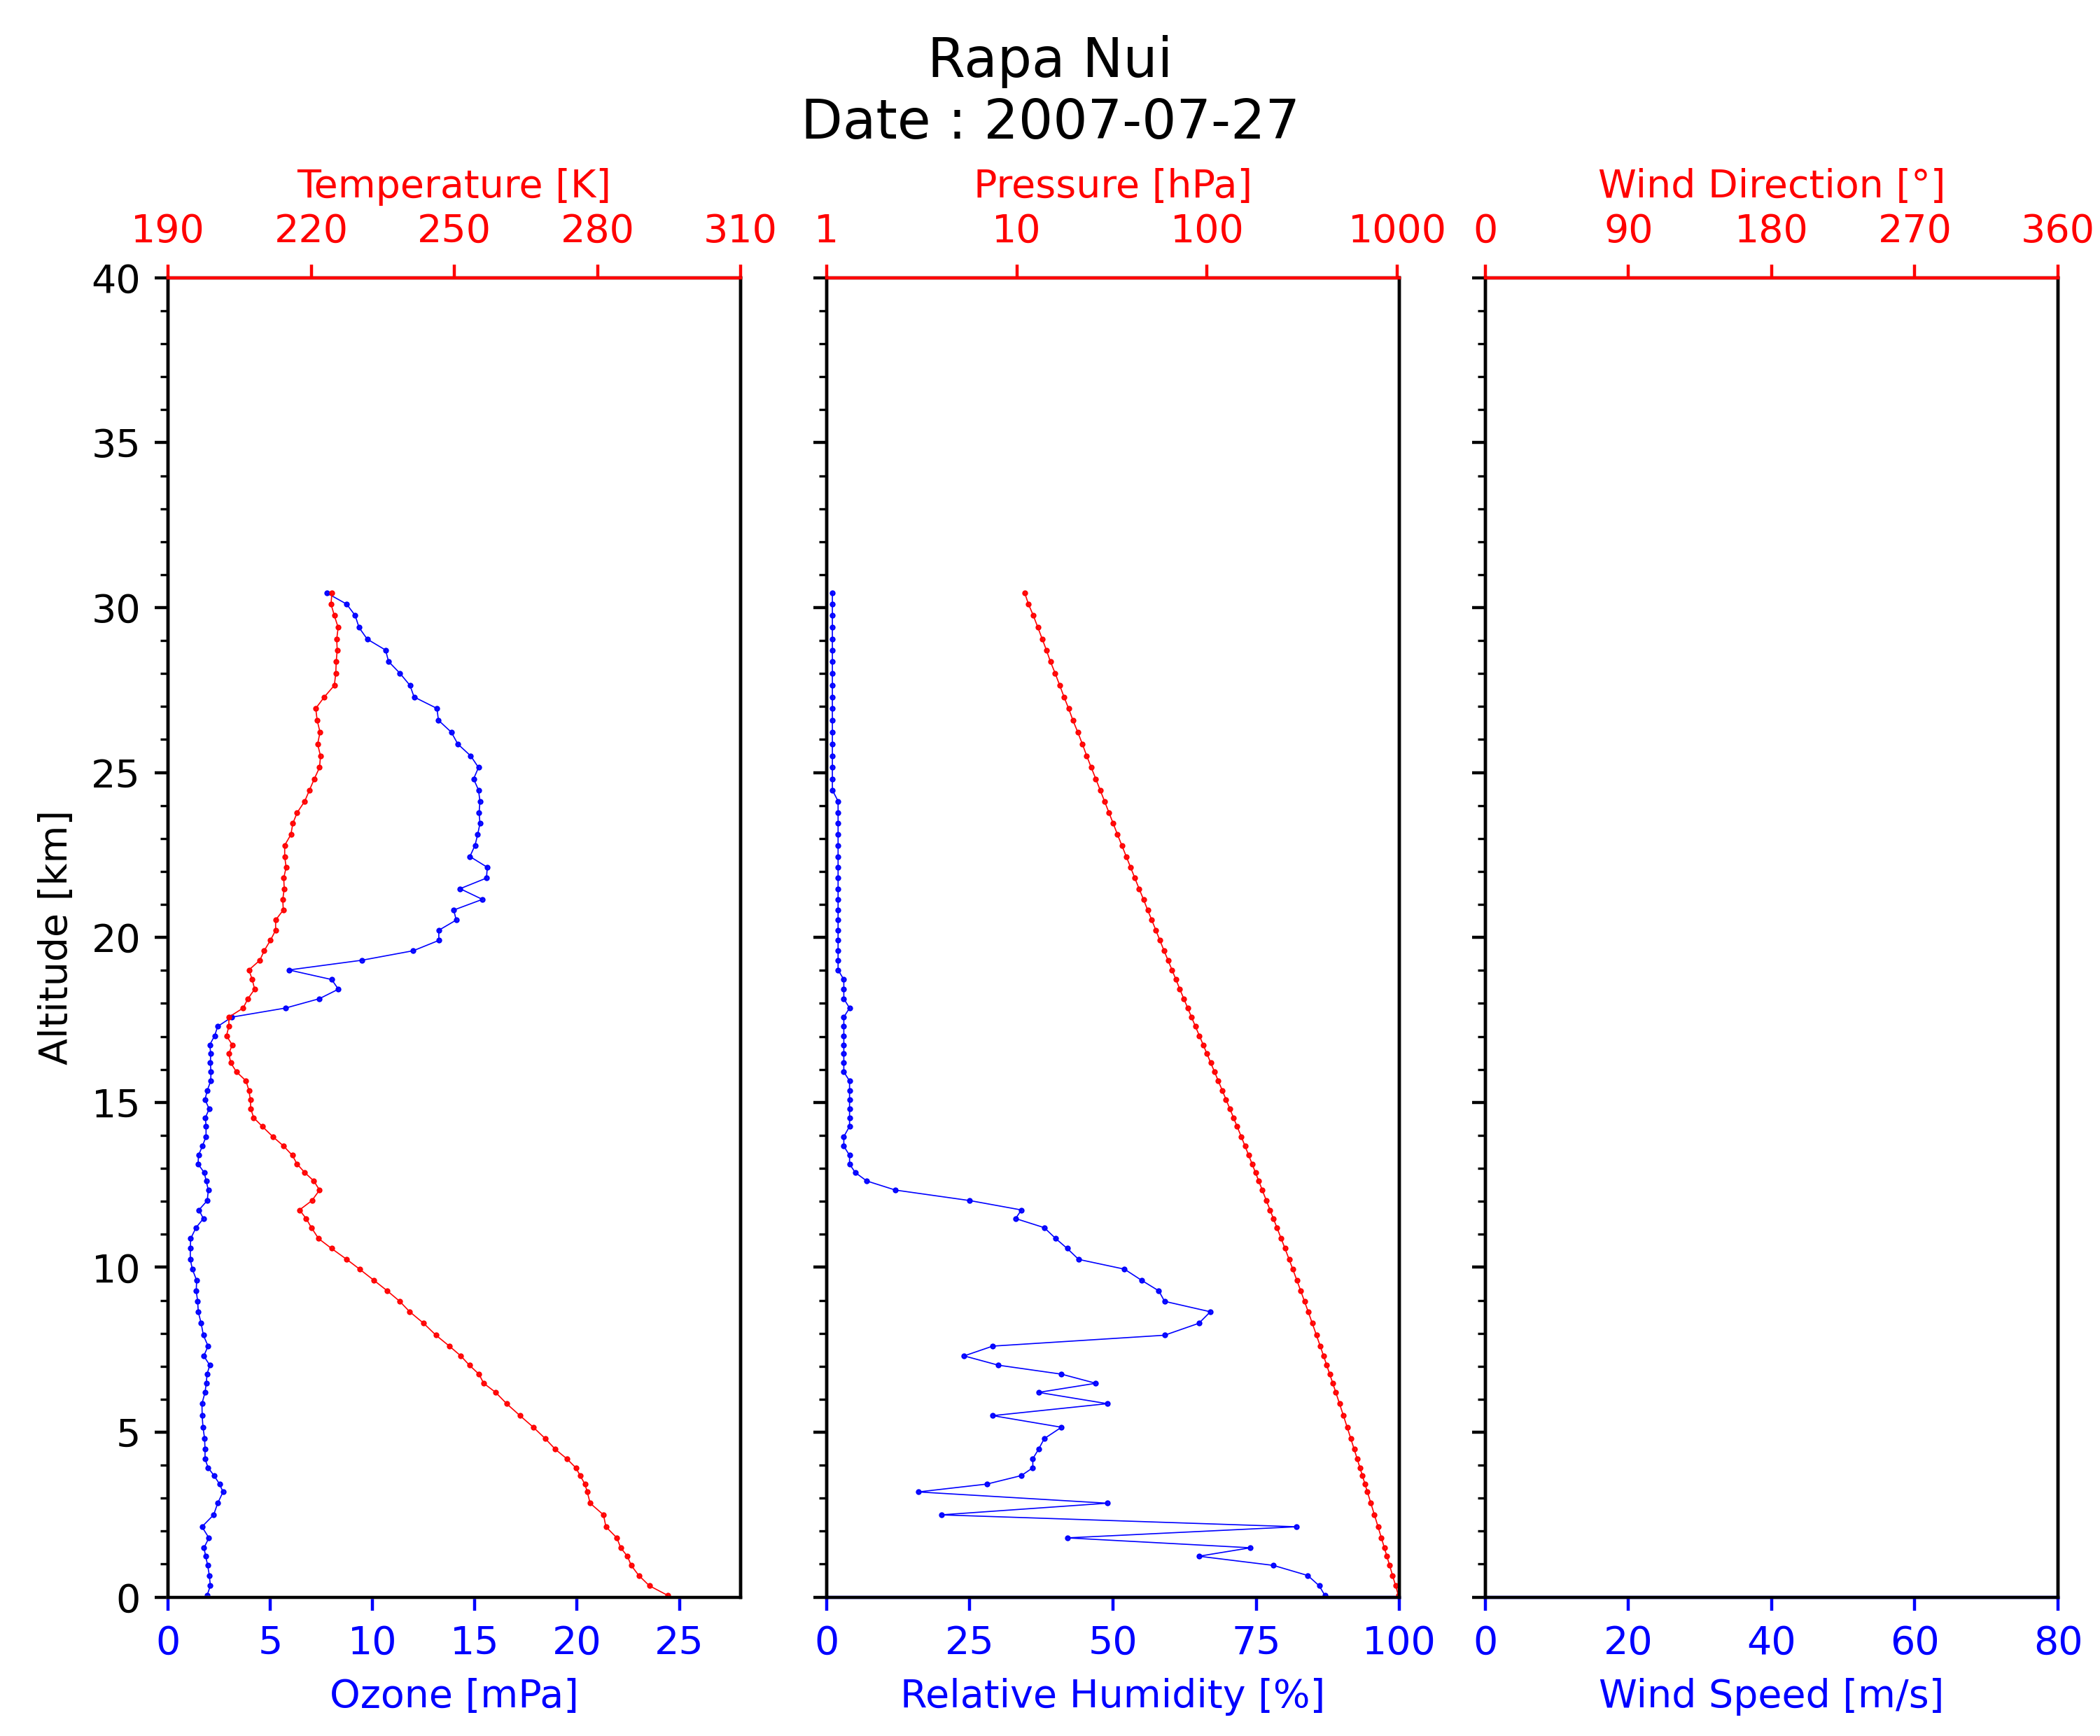 Rapa Nui
Date : 2007-07-27
Temperature [K]
190 220 250 280 310
Pressure [hPa]
1 10 100 1000
Wind Direction [°]
0 90 180 270 360
Altitude [km]
40
35
30
25
20
15
10
5
0
0 5 10 15 20 25
Ozone [mPa]
0 25 50 75 100
Relative Humidity [%]
0 20 40 60 80
Wind Speed [m/s]